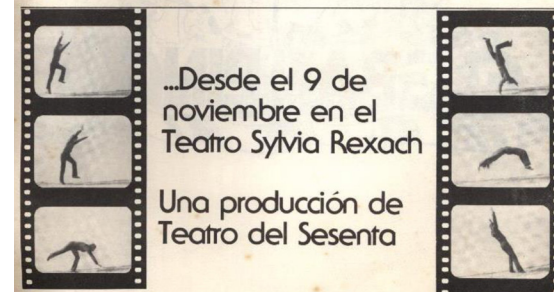 ...Desde el 9 de
noviembre en el
Teatro Sylvia Rexach
Una producción de
Teatro del Sesenta